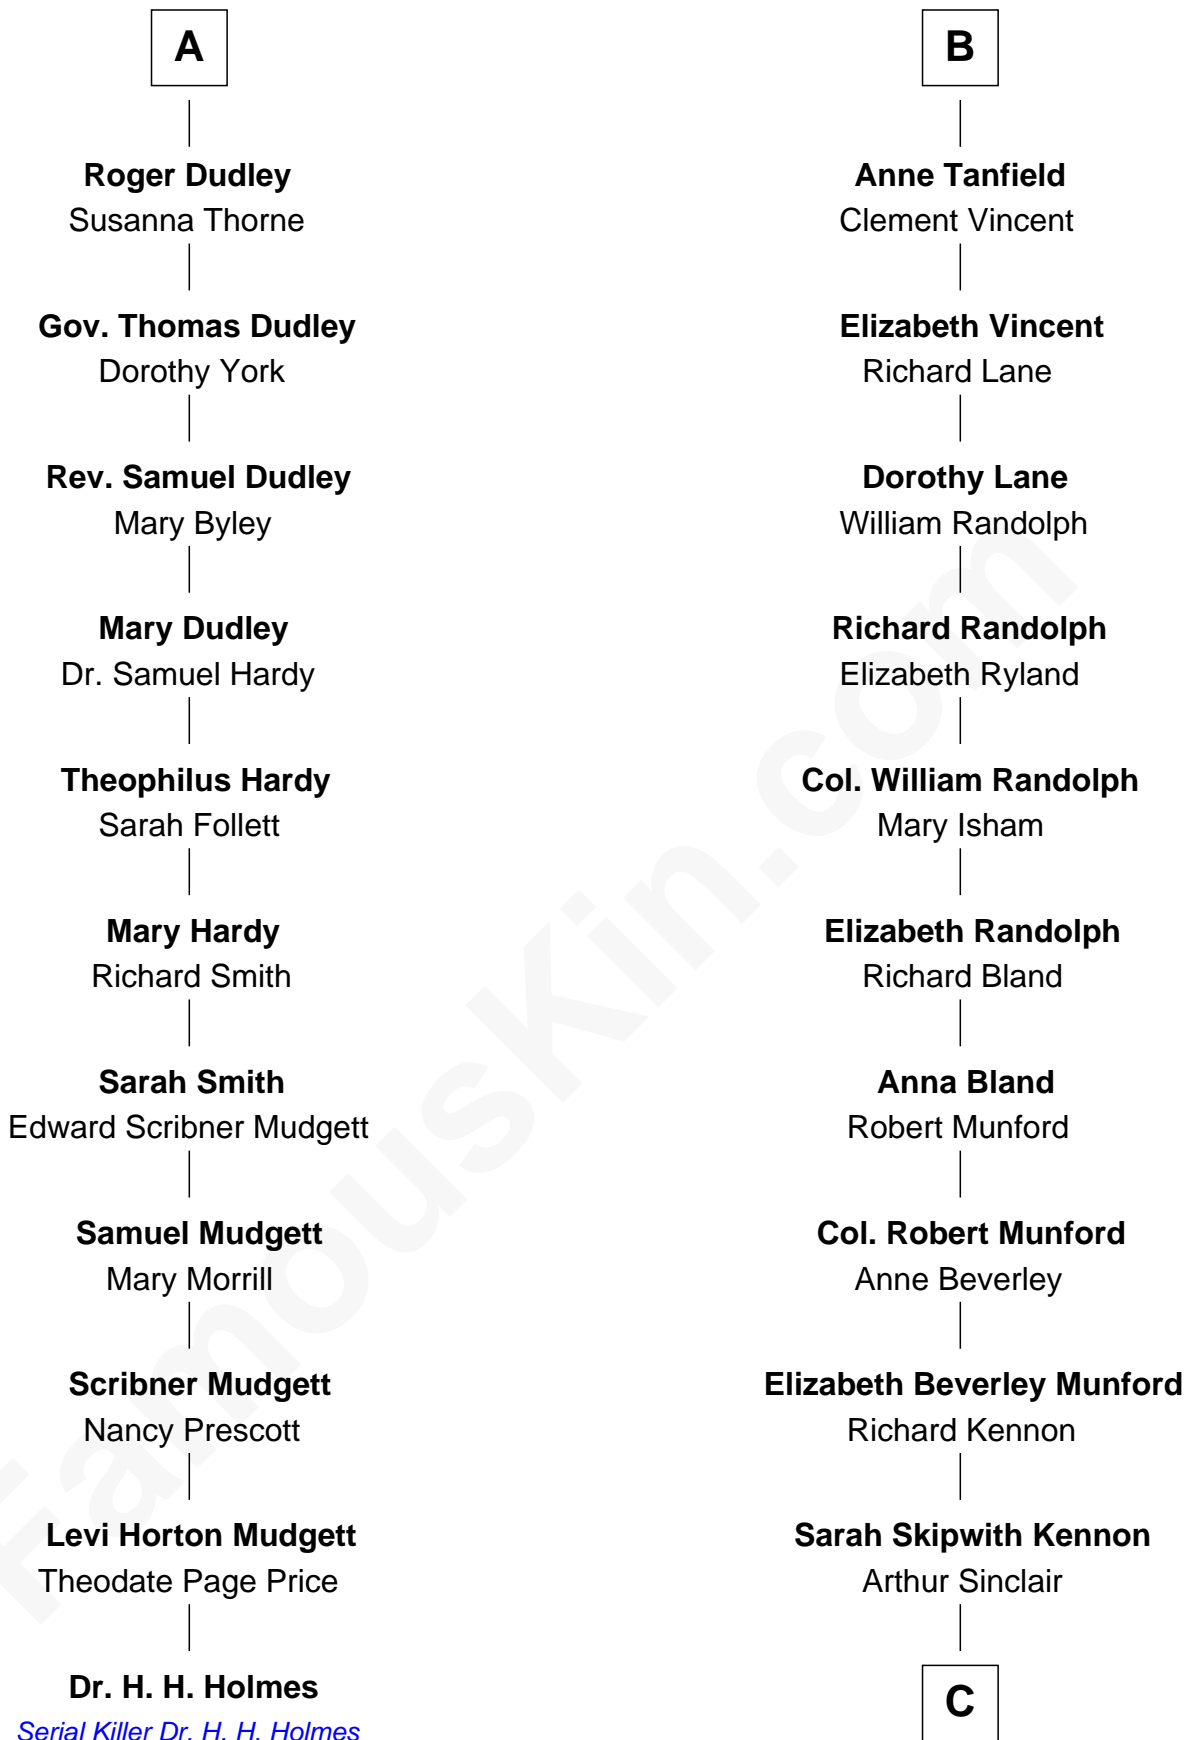 A
Roger Dudley
Susanna Thorne
Gov. Thomas Dudley
Dorothy York
Rev. Samuel Dudley
Mary Byley
Mary Dudley
Dr. Samuel Hardy
Theophilus Hardy
Sarah Follett
Mary Hardy
Richard Smith
Sarah Smith
Edward Scribner Mudgett
Samuel Mudgett
Mary Morrill
Scribner Mudgett
Nancy Prescott
Levi Horton Mudgett
Theodate Page Price
Dr. H. H. Holmes
Serial Killer Dr. H. H. Holmes
B
Anne Tanfield
Clement Vincent
Elizabeth Vincent
Richard Lane
Dorothy Lane
William Randolph
Richard Randolph
Elizabeth Ryland
Col. William Randolph
Mary Isham
Elizabeth Randolph
Richard Bland
Anna Bland
Robert Munford
Col. Robert Munford
Anne Beverley
Elizabeth Beverley Munford
Richard Kennon
Sarah Skipwith Kennon
Arthur Sinclair
C
FamousKin.com